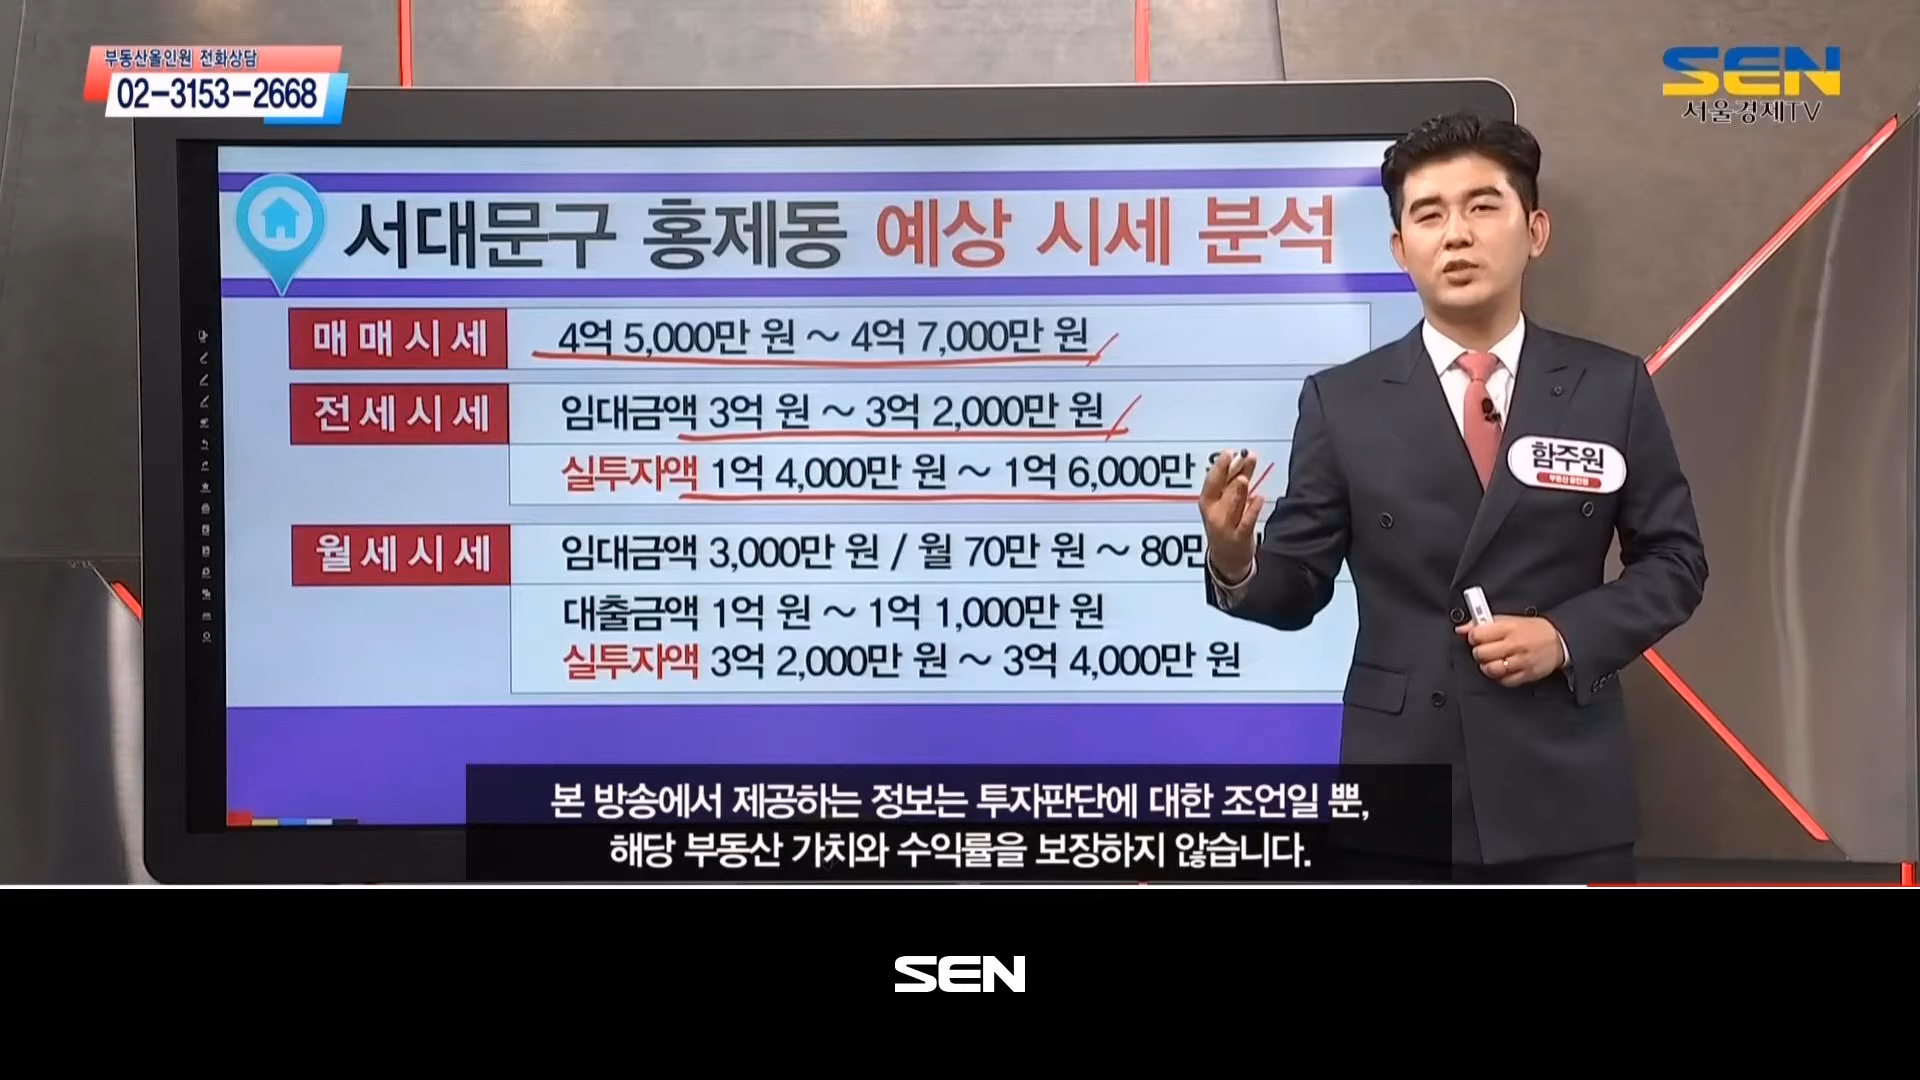 부동산올인원 전화상담
02-3153-2668
SEN
서울경제TV
서대문구 홍제동 예상 시세 분석
매매시세 4억 5,000만 원 ~ 4억 7,000만 원
전세시세 임대금액 3억 원 ~ 3억 2,000만 원
실투자액 1억 4,000만 원 ~ 1억 6,000만
월세시세 임대금액 3,000만 원 / 월 70만 원 ~ 80만
대출금액 1억 원 ~ 1억 1,000만 원
실투자액 3억 2,000만 원 ~ 3억 4,000만 원
함주원
본 방송에서 제공하는 정보는 투자판단에 대한 조언일 뿐,
해당 부동산 가치와 수익률을 보장하지 않습니다.
SEN